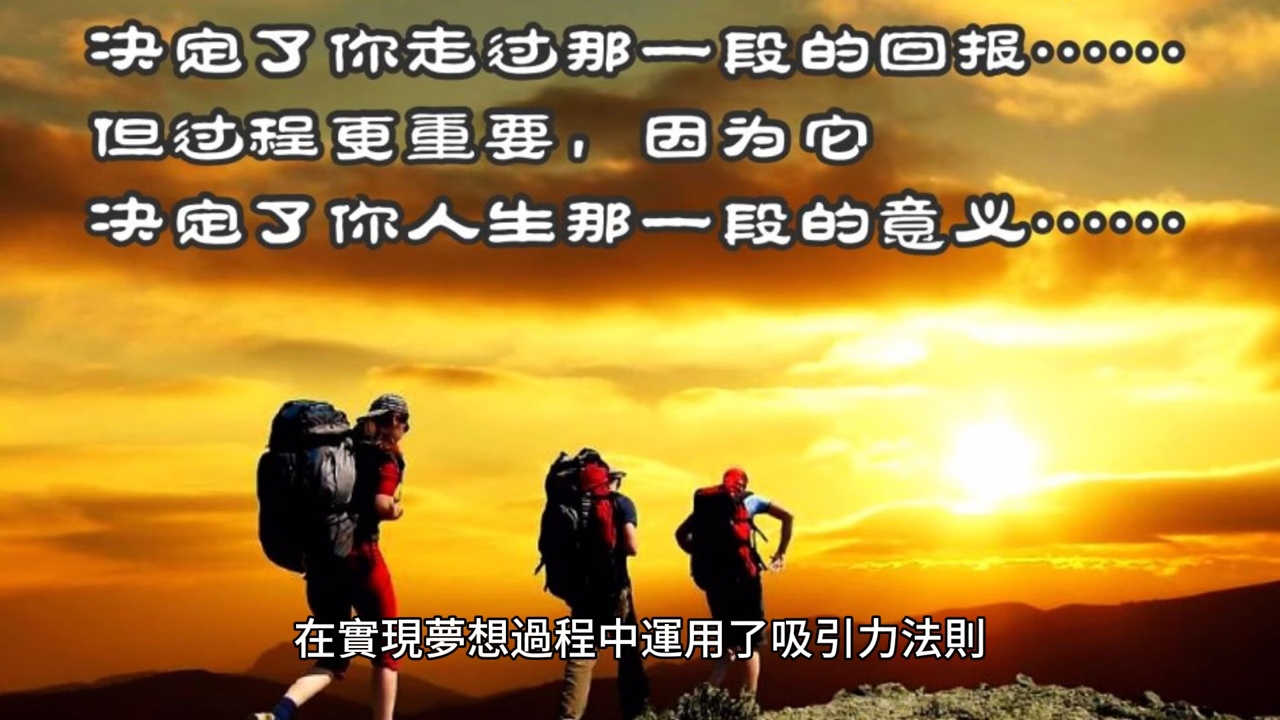 决定了你走过那一段的回报……
但过程更重要，因为它
决定了你人生那一段的意义……
在實現夢想過程中運用了吸引力法則